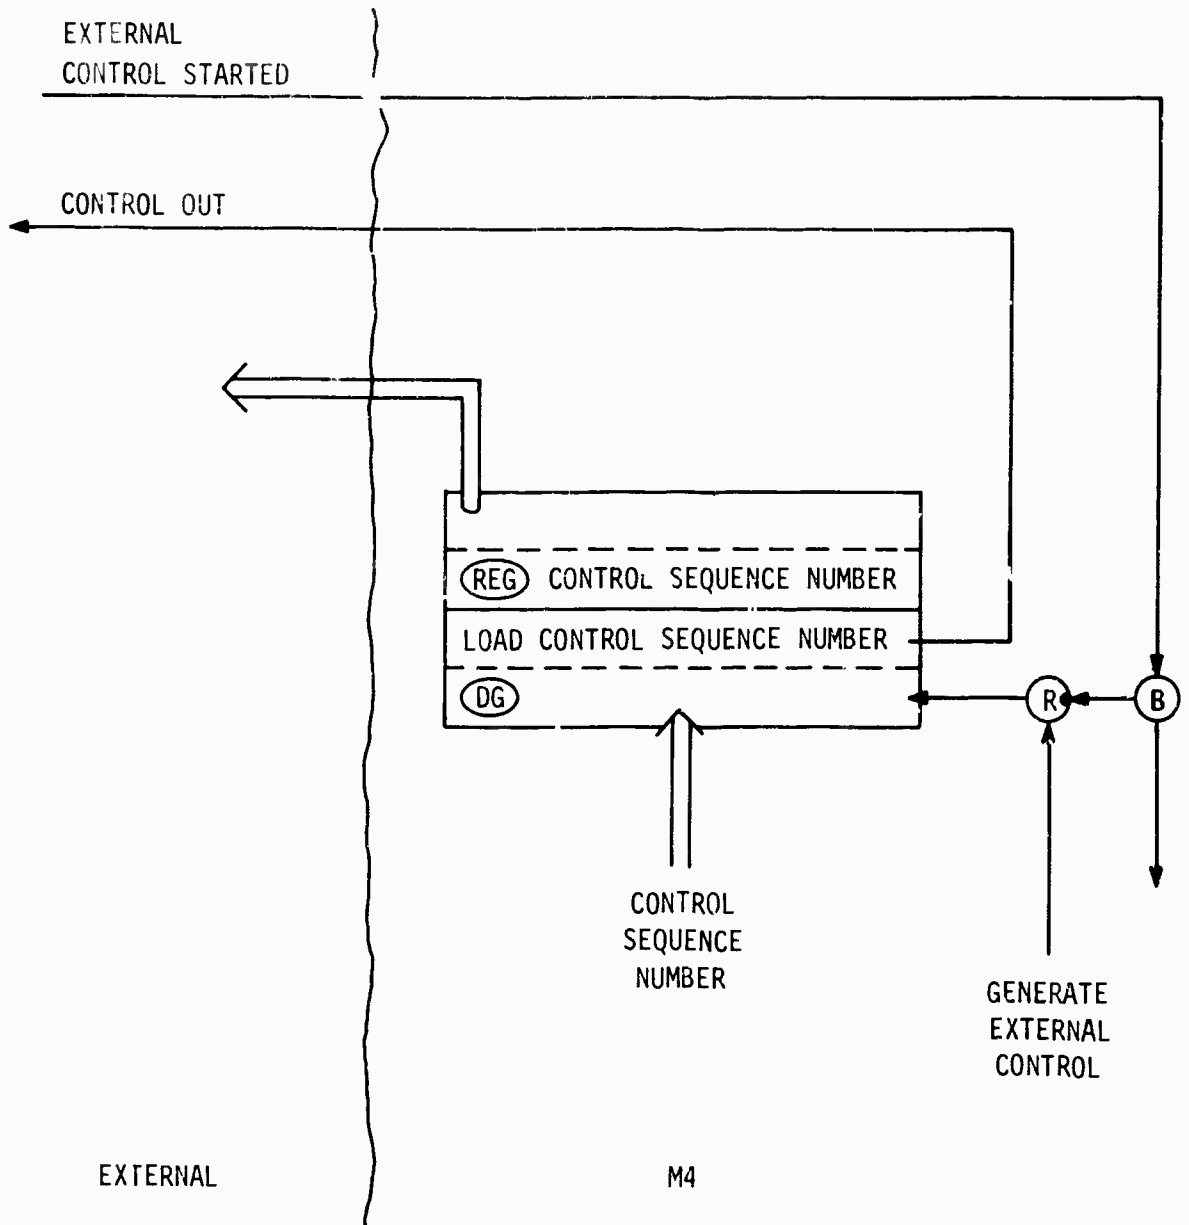 EXTERNAL
CONTROL STARTED
CONTROL OUT
REG CONTROL SEQUENCE NUMBER
LOAD CONTROL SEQUENCE NUMBER
DG
R
B
CONTROL
SEQUENCE
NUMBER
GENERATE
EXTERNAL
CONTROL
EXTERNAL
M4